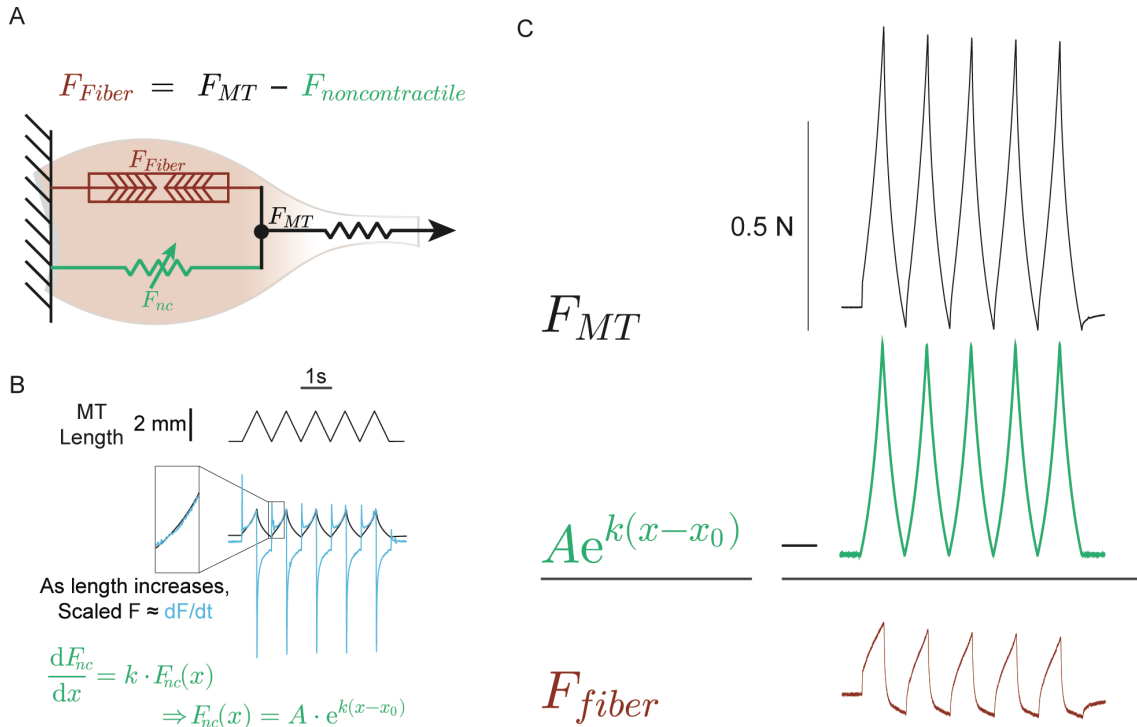 A
F_Fiber = F_MT − F_noncontractile
F_Fiber
F_MT
F_nc
B
1s
MT
Length
2 mm
As length increases,
Scaled F ≈ dF/dt
dF_nc/dx = k · F_nc(x)
⇒ F_nc(x) = A · e^{k(x−x_0)}
C
0.5 N
F_MT
Ae^{k(x−x_0)}
F_fiber